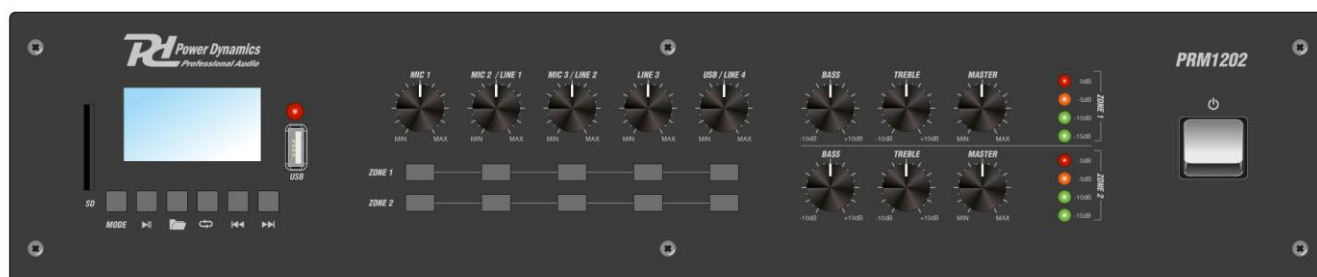 Pd Power Dynamics
Professional Audio
SD
MODE
USB
MIC 1
MIC 2 / LINE 1
MIC 3 / LINE 2
LINE 3
USB / LINE 4
MIN MAX
MIN MAX
MIN MAX
MIN MAX
MIN MAX
ZONE 1
ZONE 2
BASS
TREBLE
MASTER
-10dB +10dB
-10dB +10dB
MIN MAX
BASS
TREBLE
MASTER
-10dB +10dB
-10dB +10dB
MIN MAX
0dB
-5dB
-10dB
-15dB
ZONE 1
0dB
-5dB
-10dB
-15dB
ZONE 2
PRM1202